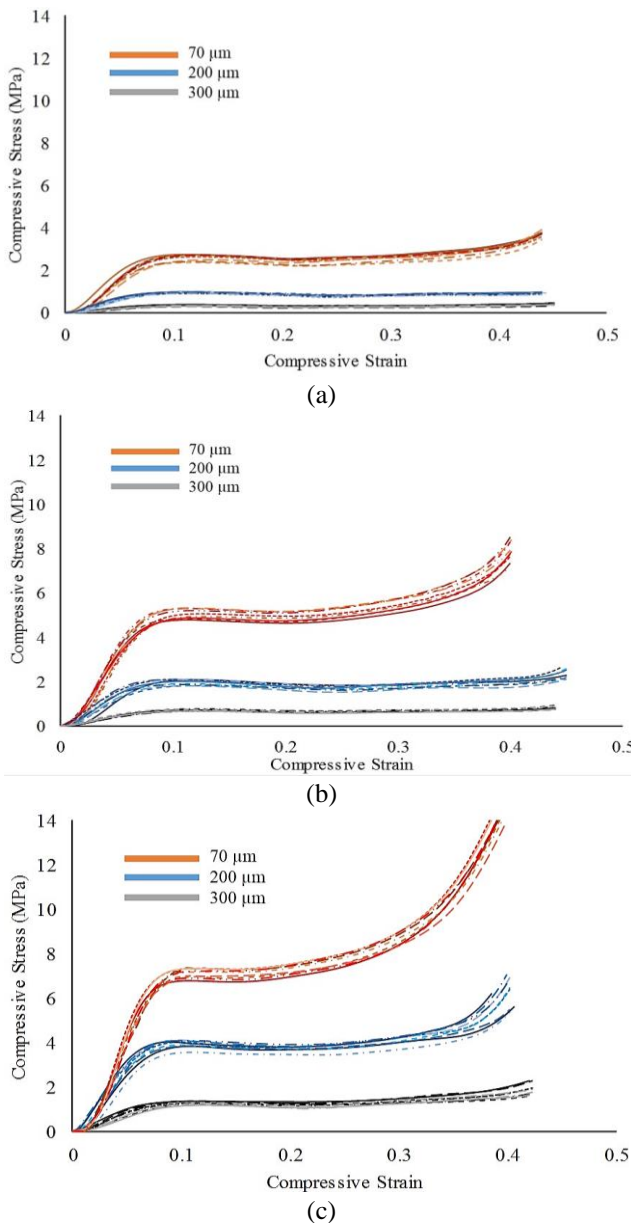 14
12
10
8
6
4
2
0
Compressive Stress (MPa)
70 μm
200 μm
300 μm
0 0.1 0.2 0.3 0.4 0.5
Compressive Strain
(a)
14
12
10
8
6
4
2
0
Compressive Stress (MPa)
70 μm
200 μm
300 μm
0 0.1 0.2 0.3 0.4 0.5
Compressive Strain
(b)
14
12
10
8
6
4
2
0
Compressive Stress (MPa)
70 μm
200 μm
300 μm
0 0.1 0.2 0.3 0.4 0.5
Compressive Strain
(c)